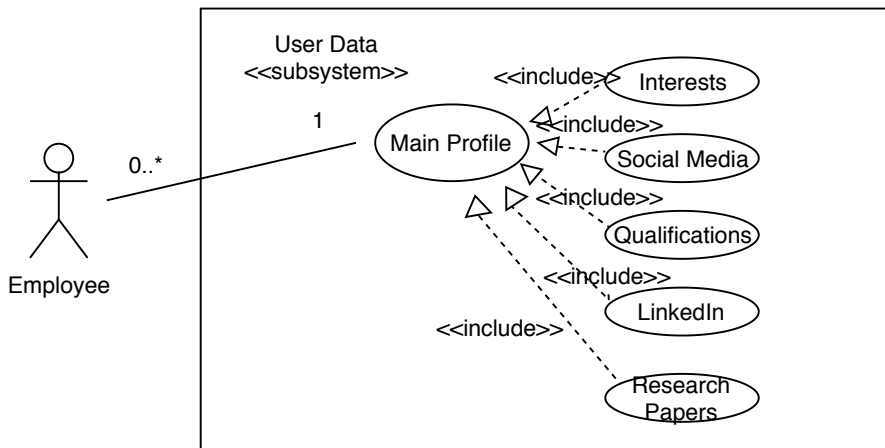 User Data
<<subsystem>>
<<include>>
Interests
1
Main Profile
<<include>>
Social Media
0..*
<<include>>
Qualifications
Employee
<<include>>
LinkedIn
<<include>>
Research
Papers